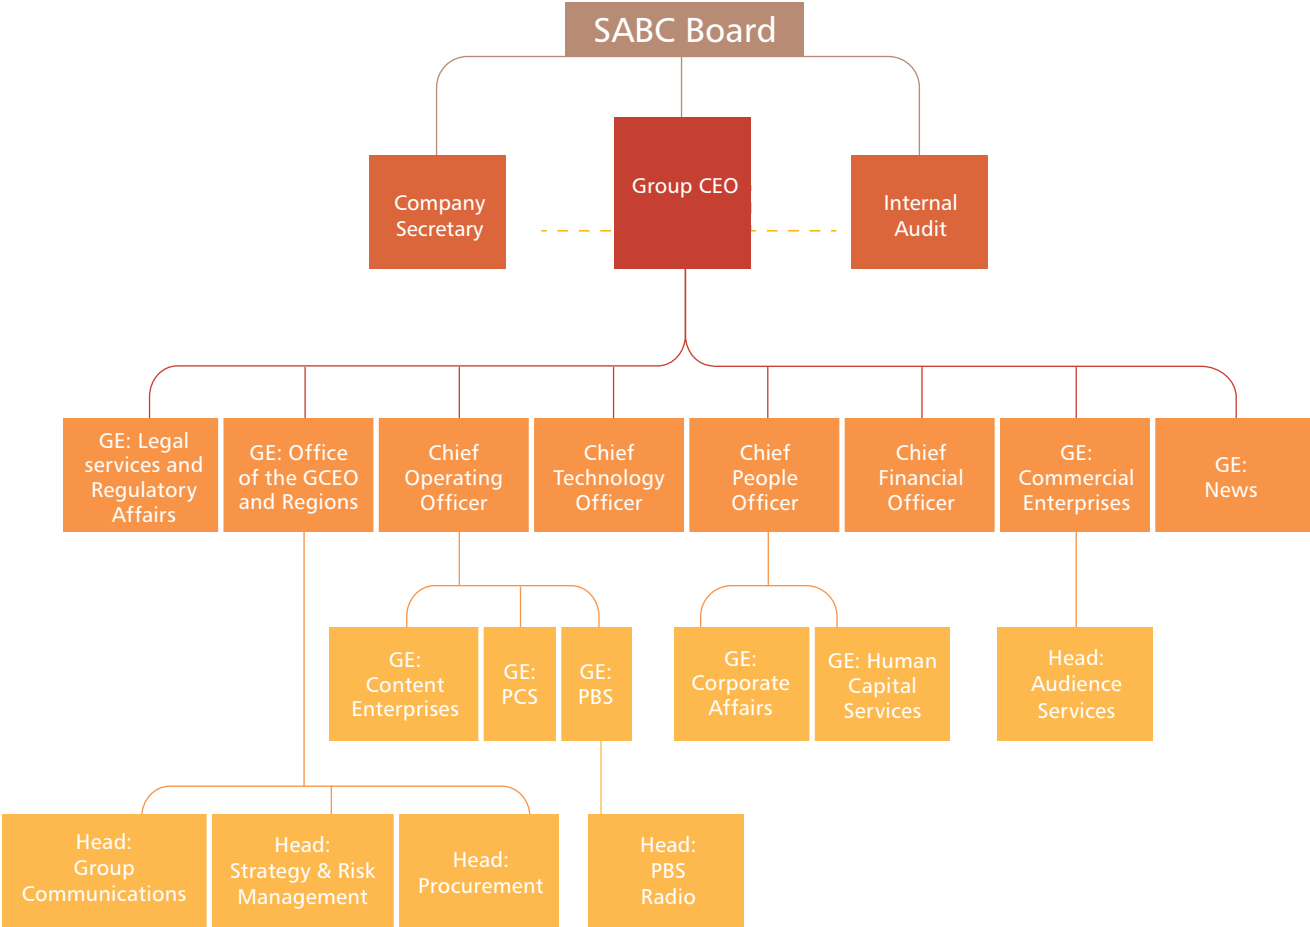 SABC Board
Company
Secretary
Group CEO
Internal
Audit
GE: Legal
services and
Regulatory
Affairs
GE: Office
of the GCEO
and Regions
Chief
Operating
Officer
Chief
Technology
Officer
Chief
People
Officer
Chief
Financial
Officer
GE:
Commercial
Enterprises
GE:
News
GE:
Content
Enterprises
GE:
PCS
GE:
PBS
GE:
Corporate
Affairs
GE: Human
Capital
Services
Head:
Audience
Services
Head:
Group
Communications
Head:
Strategy & Risk
Management
Head:
Procurement
Head:
PBS
Radio